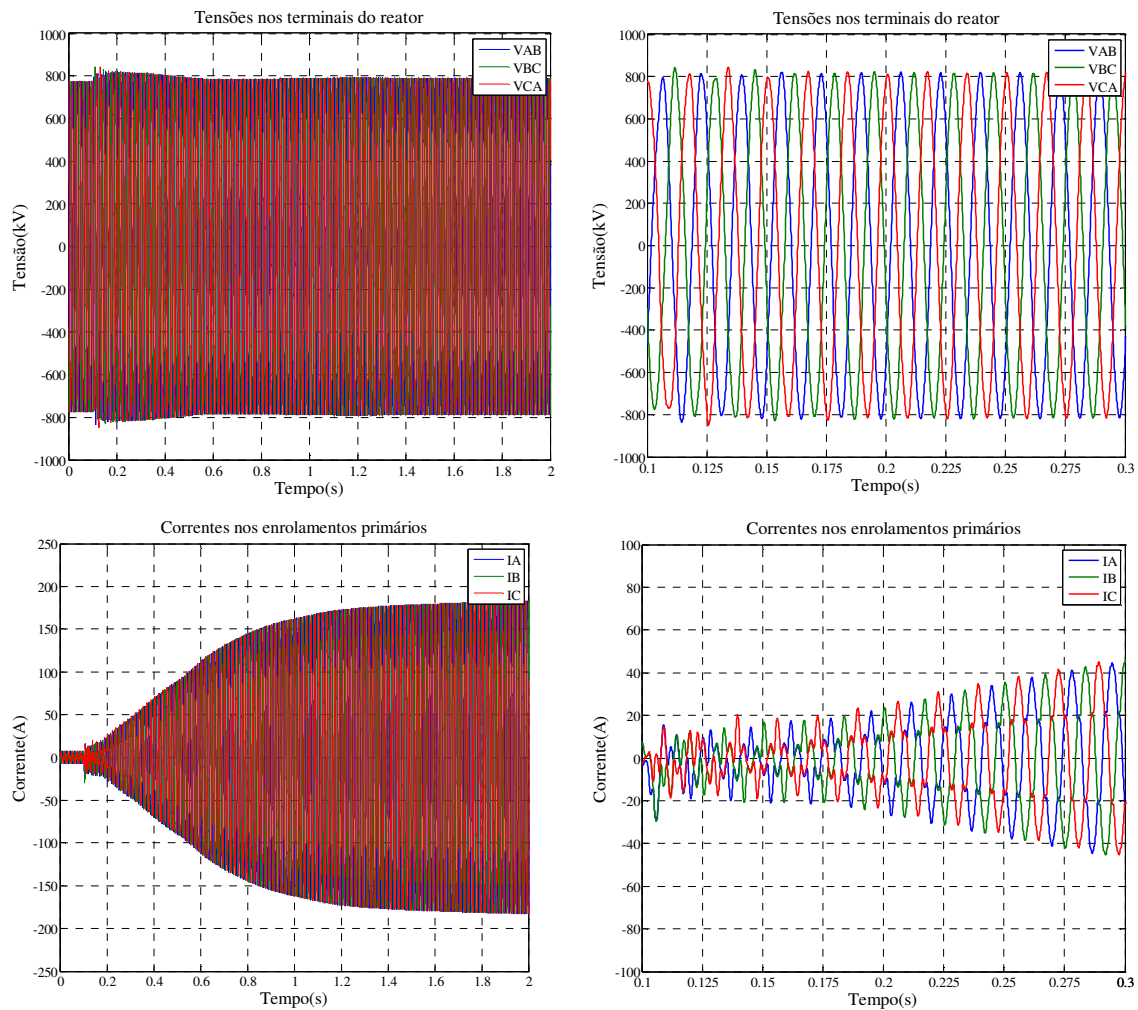 Tensões nos terminais do reator
1000
800
600
400
200
0
-200
-400
-600
-800
-1000
Tensão(kV)
VAB
VBC
VCA
0 0.2 0.4 0.6 0.8 1 1.2 1.4 1.6 1.8 2
Tempo(s)
Tensões nos terminais do reator
1000
800
600
400
200
0
-200
-400
-600
-800
-1000
Tensão(kV)
VAB
VBC
VCA
0.1 0.125 0.15 0.175 0.2 0.225 0.25 0.275 0.3
Tempo(s)
Correntes nos enrolamentos primários
250
200
150
100
50
0
-50
-100
-150
-200
-250
Corrente(A)
IA
IB
IC
0 0.2 0.4 0.6 0.8 1 1.2 1.4 1.6 1.8 2
Tempo(s)
Correntes nos enrolamentos primários
100
80
60
40
20
0
-20
-40
-60
-80
-100
Corrente(A)
IA
IB
IC
0.1 0.125 0.15 0.175 0.2 0.225 0.25 0.275 0.3
Tempo(s)